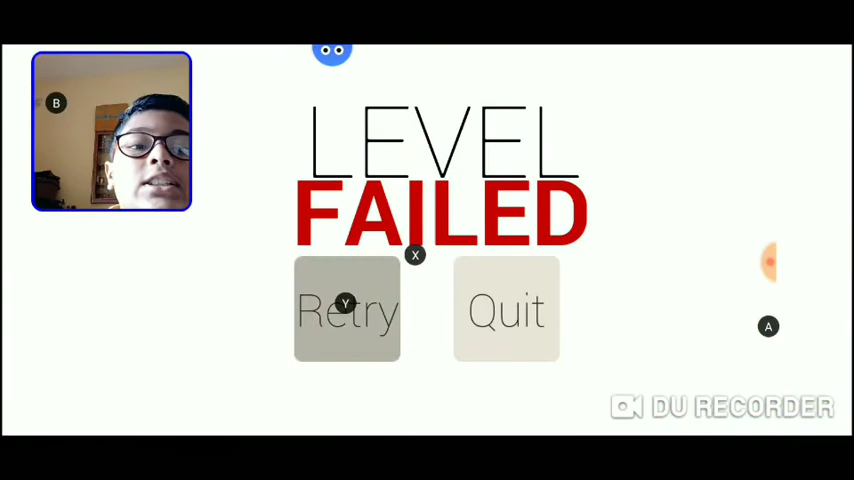 B
LEVEL
FAILED
X
Retry
Y
Quit
A
DU RECORDER